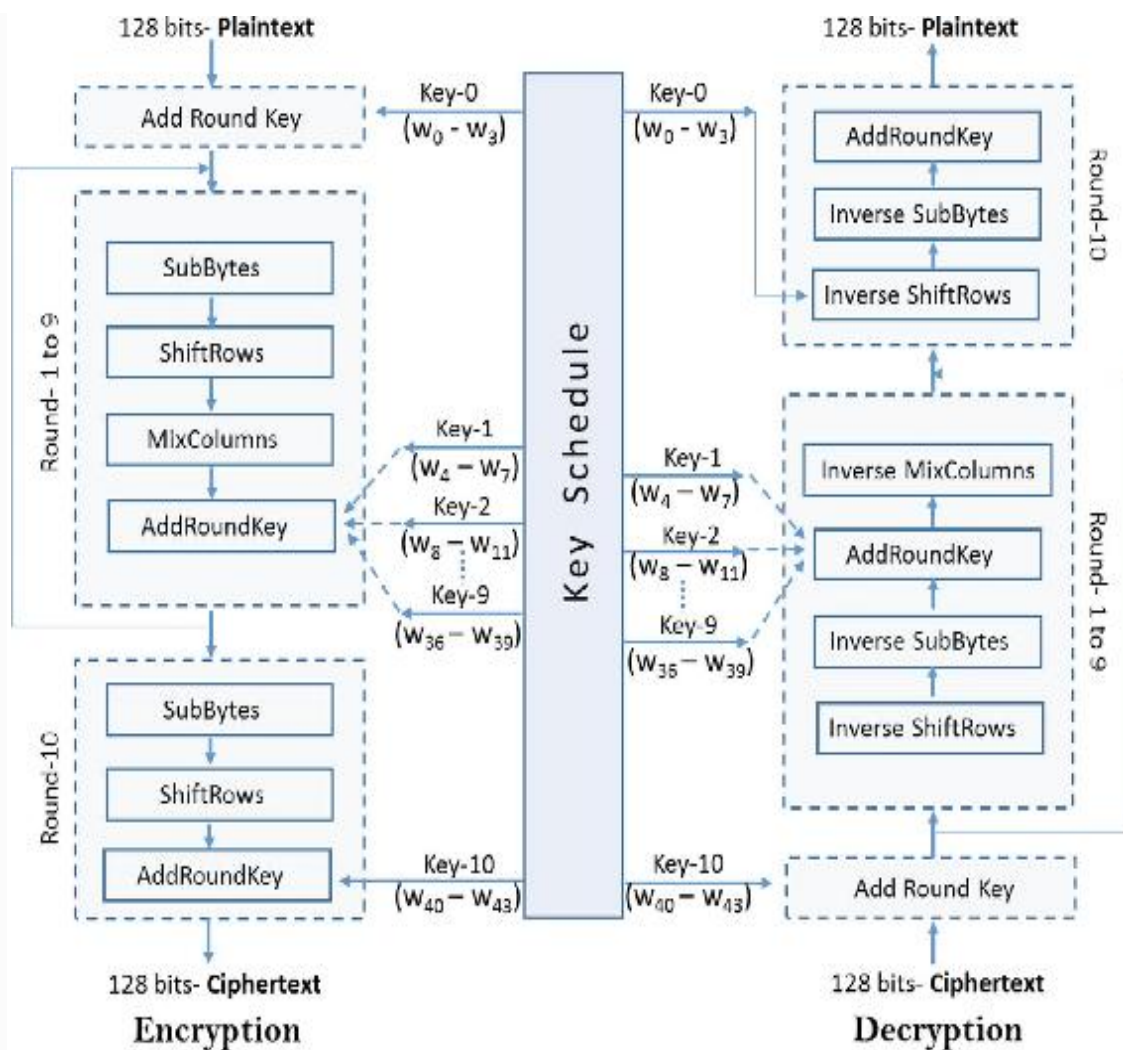 128 bits- Plaintext
Add Round Key
Round- 1 to 9
SubBytes
ShiftRows
MixColumns
AddRoundKey
Round-10
SubBytes
ShiftRows
AddRoundKey
128 bits- Ciphertext
Encryption
Key-0
(w0 - w3)
Key-1
(w4 – w7)
Key-2
(w8 – w11)
Key-9
(w36 – w39)
Key-10
(w40 – w43)
Key Schedule
Key-0
(w0 - w3)
Key-1
(w4 – w7)
Key-2
(w8 – w11)
Key-9
(w36 – w39)
Key-10
(w40 – w43)
128 bits- Plaintext
AddRoundKey
Inverse SubBytes
Inverse ShiftRows
Round-10
Inverse MixColumns
AddRoundKey
Inverse SubBytes
Inverse ShiftRows
Round- 1 to 9
Add Round Key
128 bits- Ciphertext
Decryption